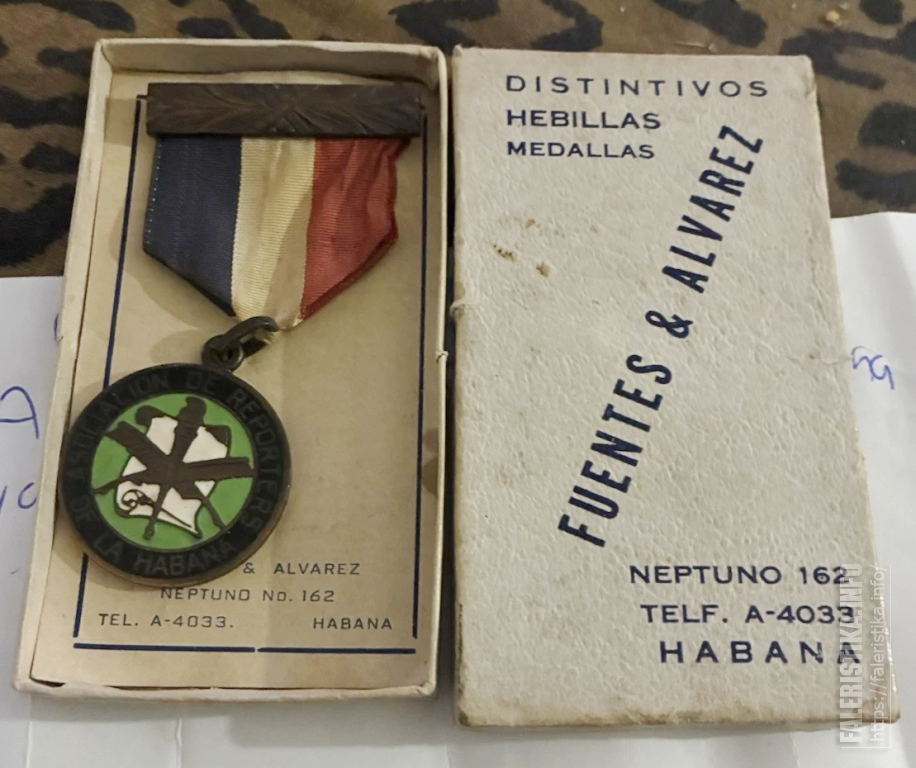 ASOCIACION DE REPORTERS
DE LA HABANA
& ALVAREZ
NEPTUNO No. 162
TEL. A-4033.
HABANA
DISTINTIVOS
HEBILLAS
MEDALLAS
FUENTES & ALVAREZ
NEPTUNO 162
TELF. A-4033
HABANA
FALERISTIKA.INFO
https://faleristika.info/